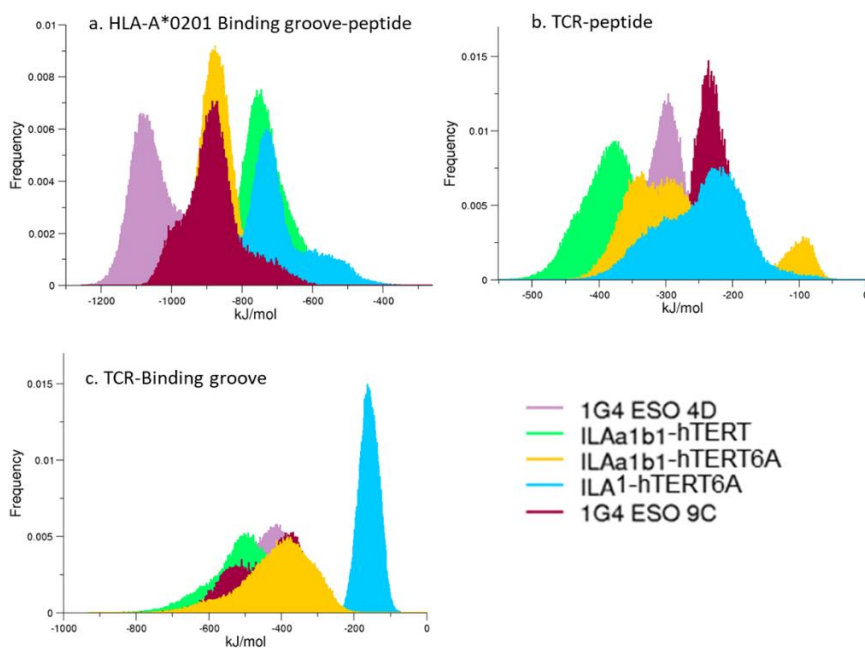 a. HLA-A*0201 Binding groove-peptide
0.01
0.008
0.006
0.004
0.002
0
Frequency
-1200 -1000 -800 -600 -400
kJ/mol
b. TCR-peptide
0.015
0.01
0.005
0
Frequency
-500 -400 -300 -200 -100 0
kJ/mol
c. TCR-Binding groove
0.015
0.01
0.005
0
Frequency
-1000 -800 -600 -400 -200 0
kJ/mol
1G4 ESO 4D
ILAa1b1-hTERT
ILAa1b1-hTERT6A
ILA1-hTERT6A
1G4 ESO 9C